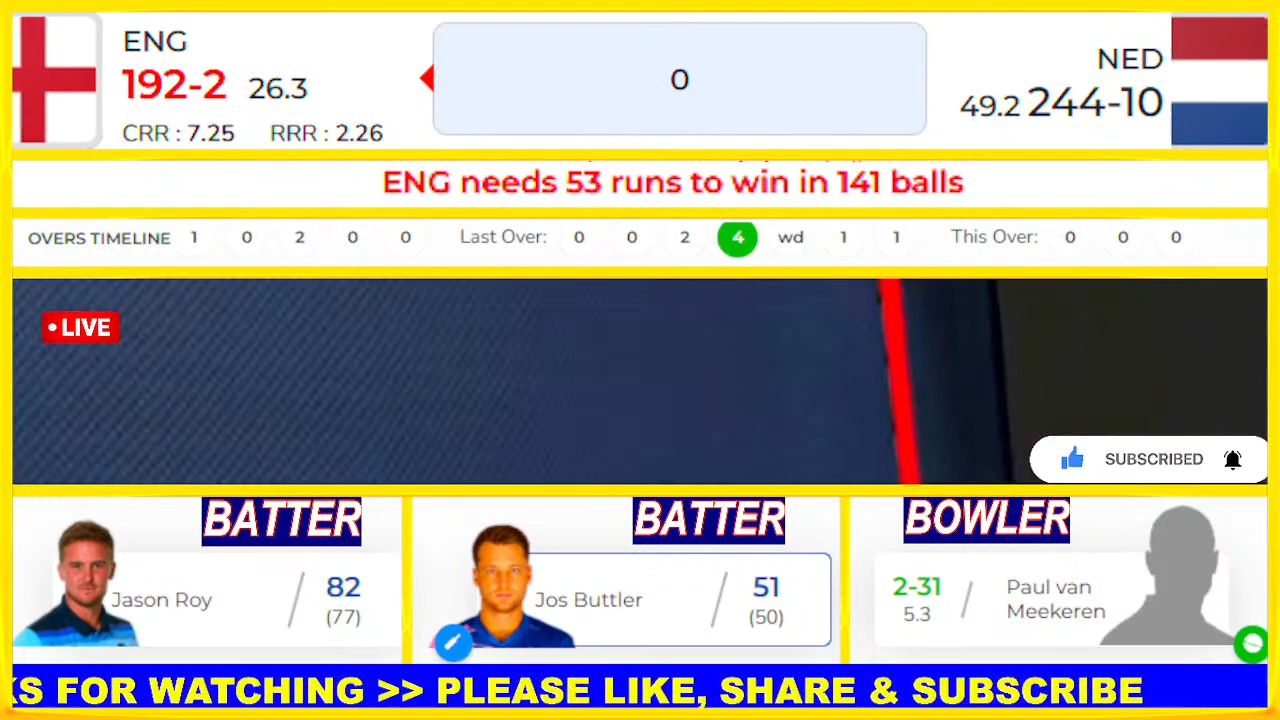 ENG
192-2 26.3
CRR : 7.25 RRR : 2.26
0
NED
49.2 244-10
ENG needs 53 runs to win in 141 balls
OVERS TIMELINE 1 0 2 0 0 Last Over: 0 0 2 4 wd 1 1 This Over: 0 0 0
• LIVE
SUBSCRIBED
BATTER
Jason Roy
82
(77)
BATTER
Jos Buttler
51
(50)
BOWLER
2-31
5.3
Paul van
Meekeren
KS FOR WATCHING >> PLEASE LIKE, SHARE & SUBSCRIBE